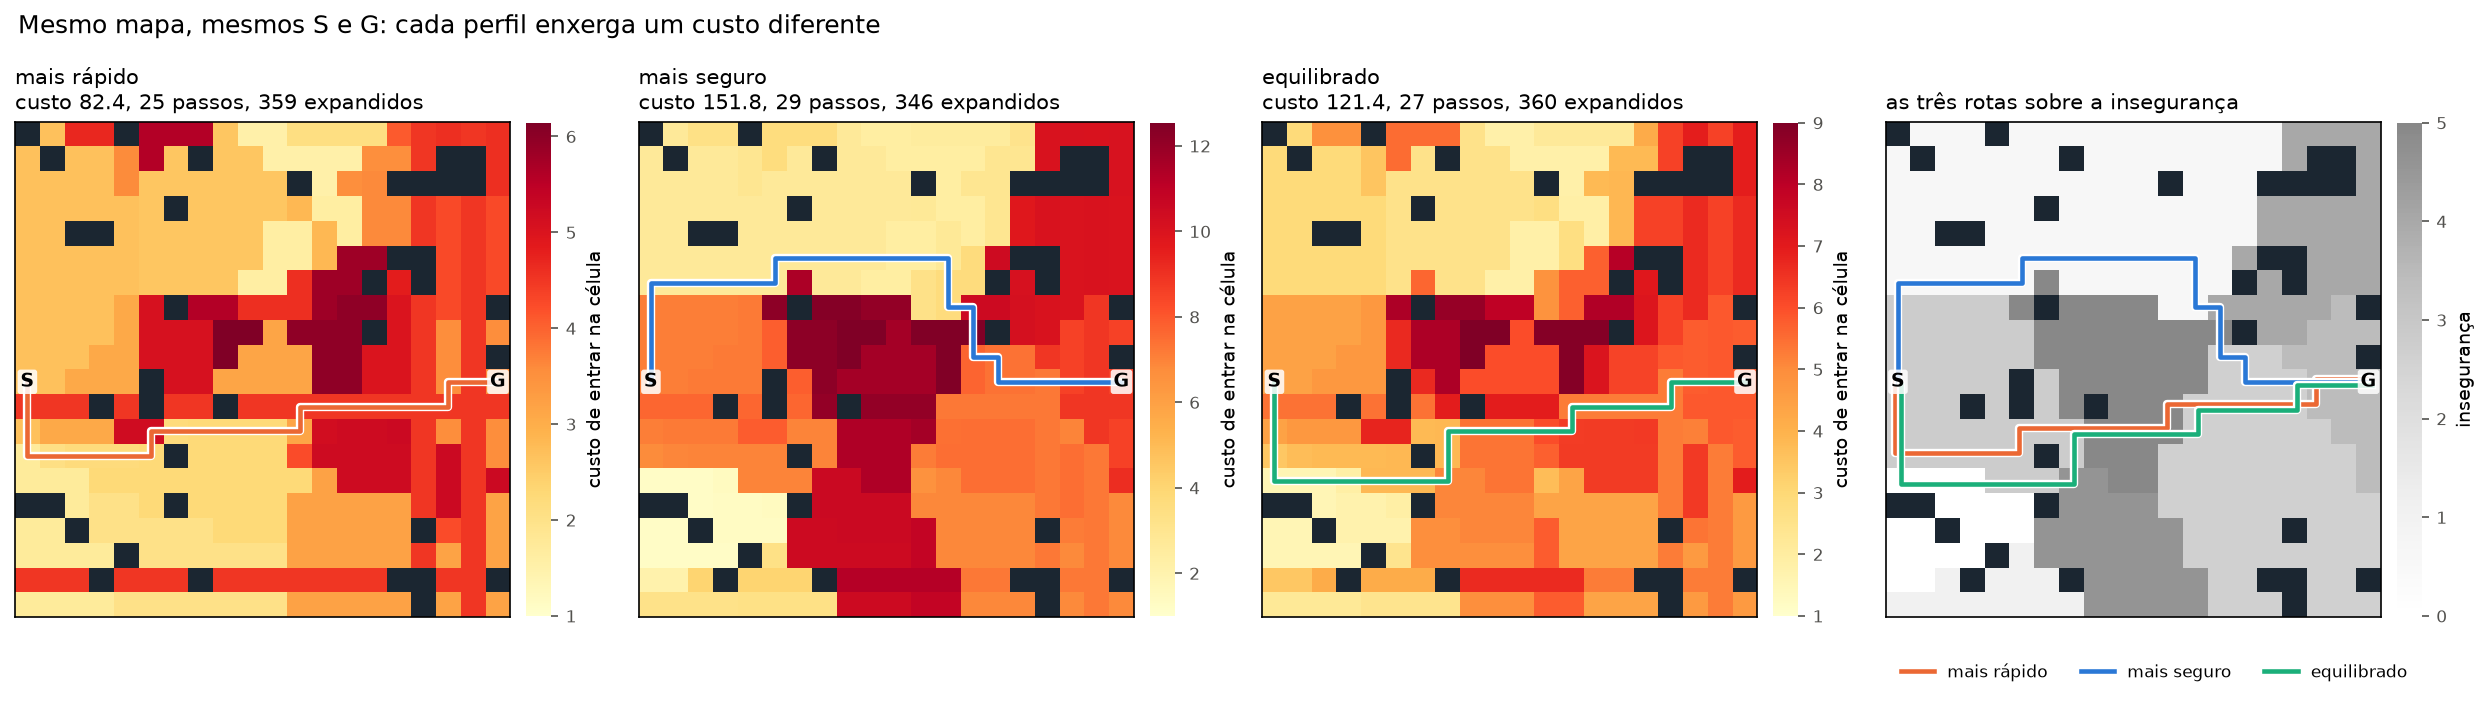 Mesmo mapa, mesmos S e G: cada perfil enxerga um custo diferente
mais rápido
custo 82.4, 25 passos, 359 expandidos
S
G
6
5
4
3
2
1
custo de entrar na célula
mais seguro
custo 151.8, 29 passos, 346 expandidos
S
G
12
10
8
6
4
2
custo de entrar na célula
equilibrado
custo 121.4, 27 passos, 360 expandidos
S
G
9
8
7
6
5
4
3
2
1
custo de entrar na célula
as três rotas sobre a insegurança
S
G
5
4
3
2
1
0
insegurança
mais rápido
mais seguro
equilibrado